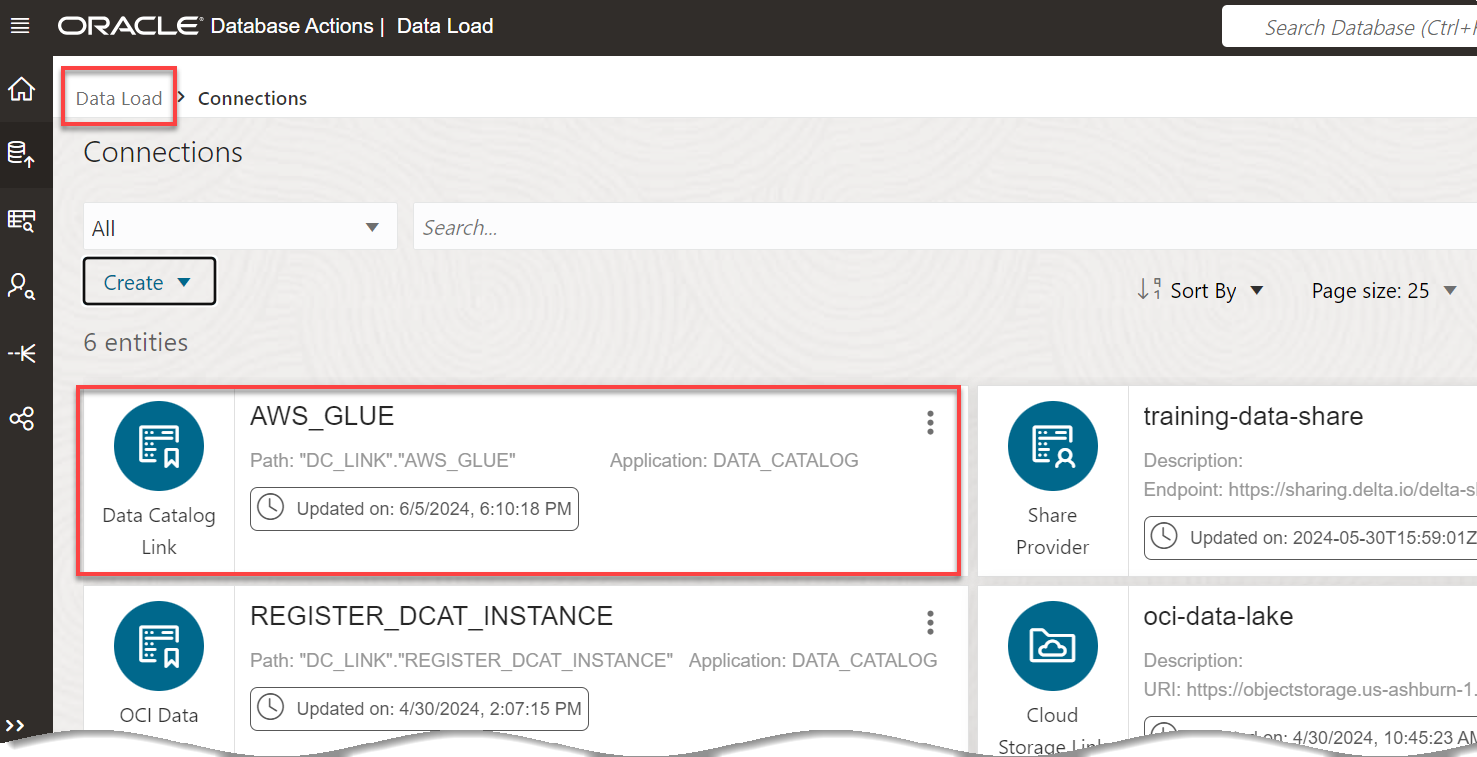 ORACLE Database Actions | Data Load
Search Database (Ctrl+
Data Load > Connections
Connections
All
Search...
Create
Sort By
Page size: 25
6 entities
AWS_GLUE
Path: "DC_LINK"."AWS_GLUE"
Application: DATA_CATALOG
Updated on: 6/5/2024, 6:10:18 PM
Data Catalog
Link
training-data-share
Description:
Endpoint: https://sharing.delta.io/delta-s
Updated on: 2024-05-30T15:59:01Z
Share
Provider
REGISTER_DCAT_INSTANCE
Path: "DC_LINK"."REGISTER_DCAT_INSTANCE"
Application: DATA_CATALOG
Updated on: 4/30/2024, 2:07:15 PM
OCI Data
oci-data-lake
Description:
URI: https://objectstorage.us-ashburn-1.
on: 4/30/2024, 10:45:23 AM
Cloud
Storage